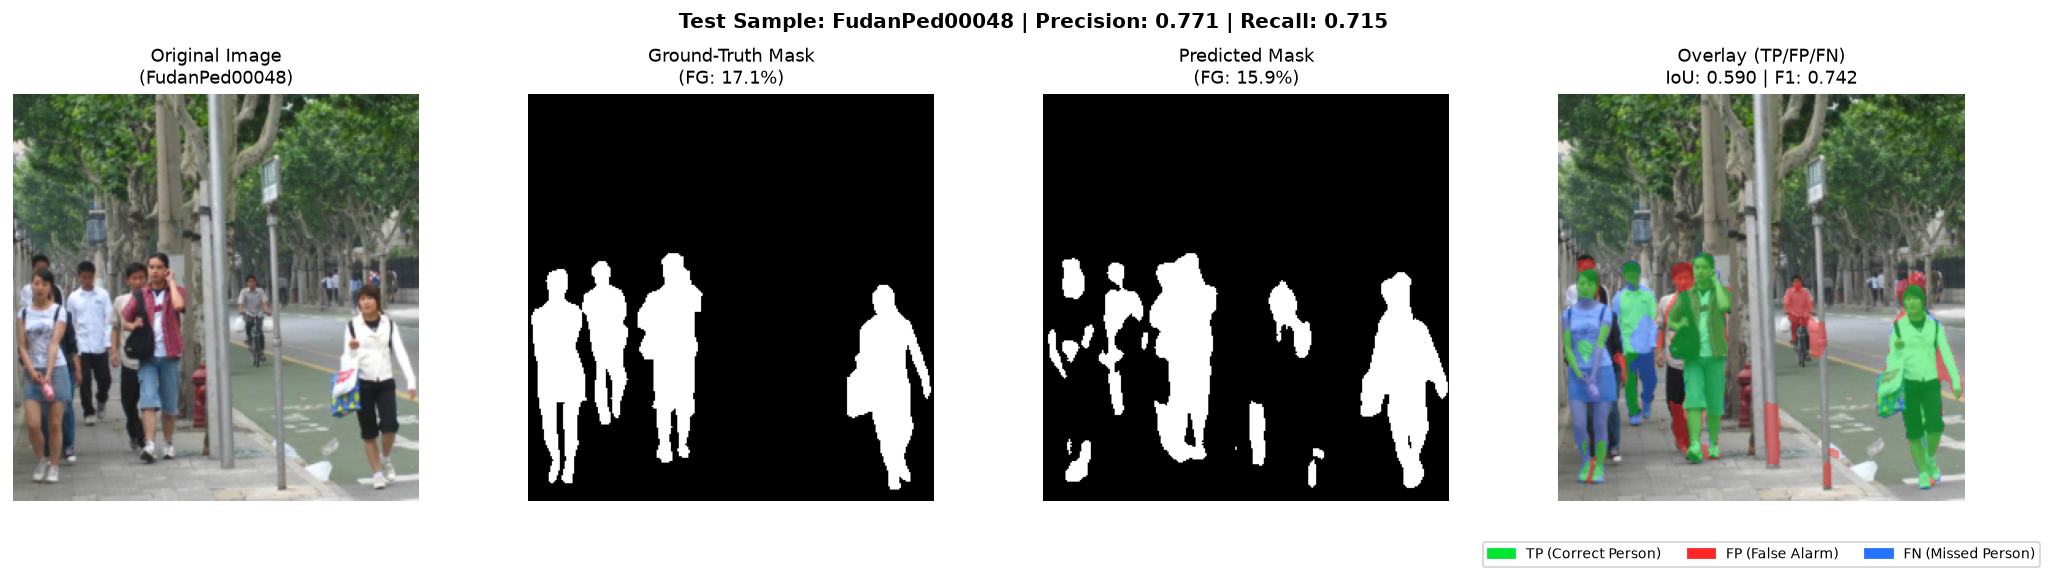 Test Sample: FudanPed00048 | Precision: 0.771 | Recall: 0.715
Original Image
(FudanPed00048)
Ground-Truth Mask
(FG: 17.1%)
Predicted Mask
(FG: 15.9%)
Overlay (TP/FP/FN)
IoU: 0.590 | F1: 0.742
TP (Correct Person)
FP (False Alarm)
FN (Missed Person)